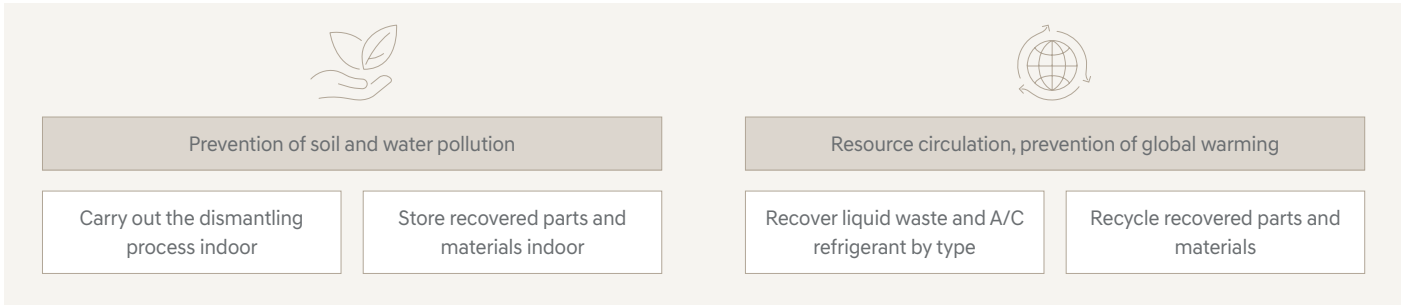 Prevention of soil and water pollution
Resource circulation, prevention of global warming
Carry out the dismantling
process indoor
Store recovered parts and
materials indoor
Recover liquid waste and A/C
refrigerant by type
Recycle recovered parts and
materials